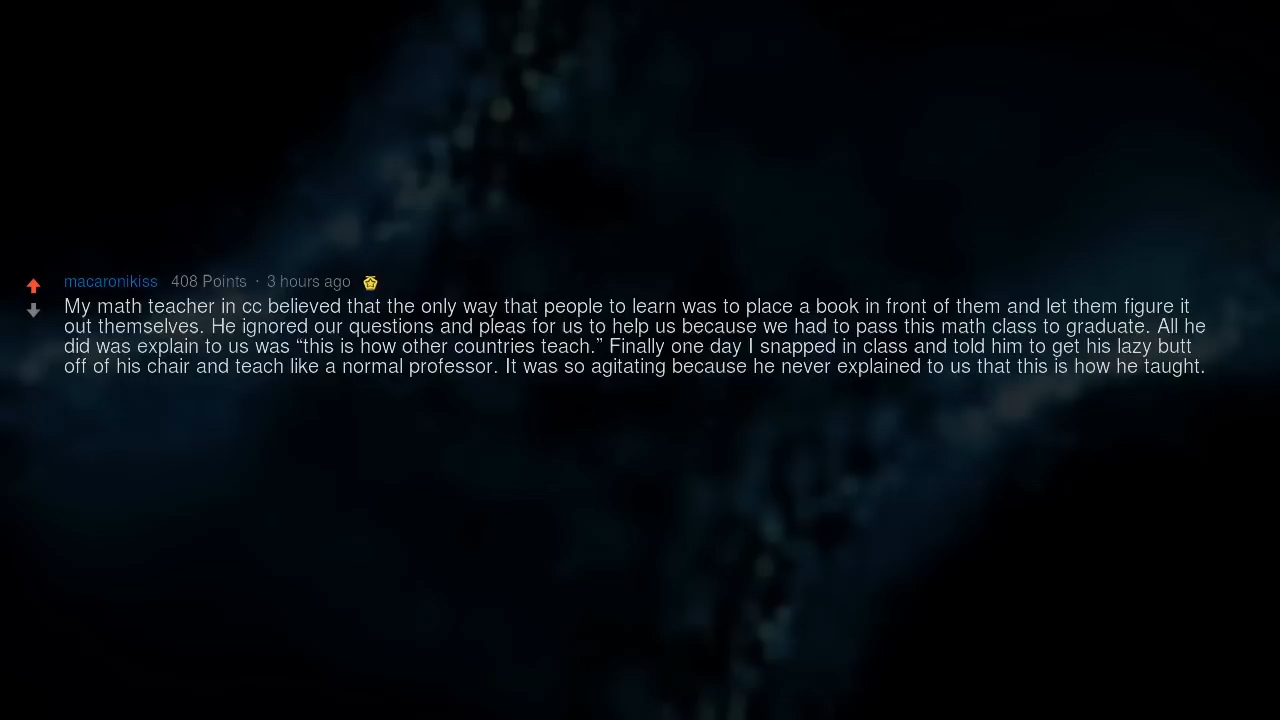 macaronikiss 408 Points · 3 hours ago
My math teacher in cc believed that the only way that people to learn was to place a book in front of them and let them figure it
out themselves. He ignored our questions and pleas for us to help us because we had to pass this math class to graduate. All he
did was explain to us was “this is how other countries teach.” Finally one day I snapped in class and told him to get his lazy butt
off of his chair and teach like a normal professor. It was so agitating because he never explained to us that this is how he taught.